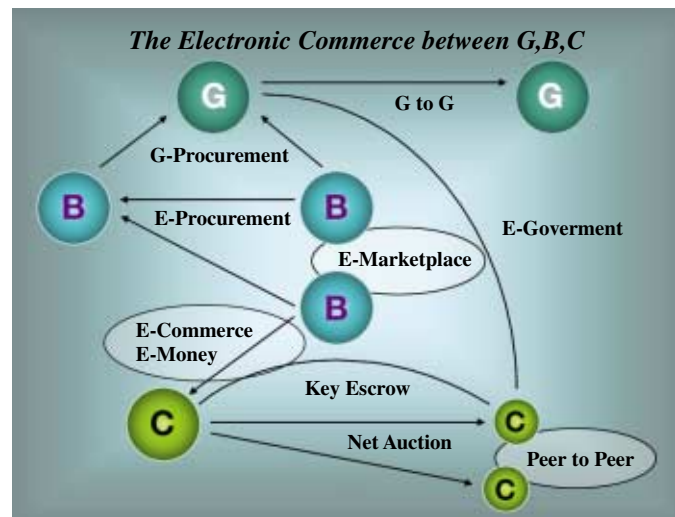 The Electronic Commerce between G,B,C
G
G
G to G
G-Procurement
B
B
E-Procurement
E-Goverment
E-Marketplace
B
E-Commerce
E-Money
Key Escrow
C
C
Net Auction
Peer to Peer
C